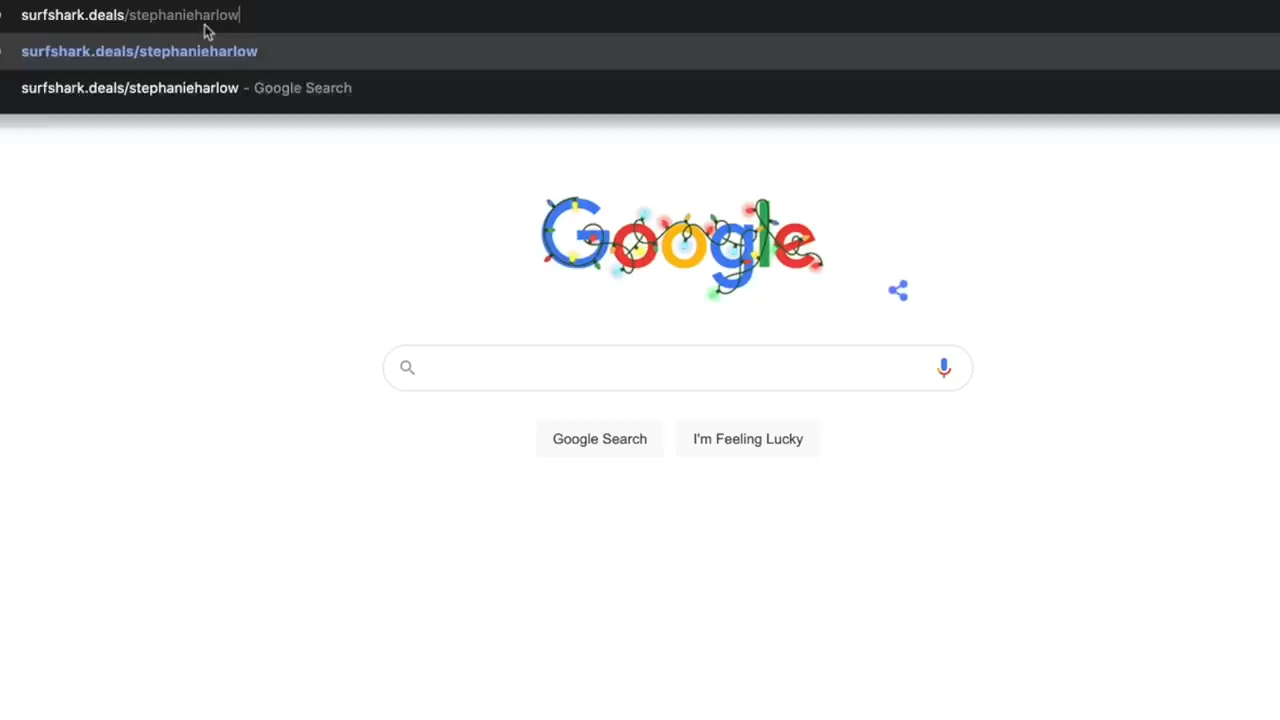 surfshark.deals/stephanieharlow
surfshark.deals/stephanieharlow
surfshark.deals/stephanieharlow - Google Search
Google
Google Search
I'm Feeling Lucky